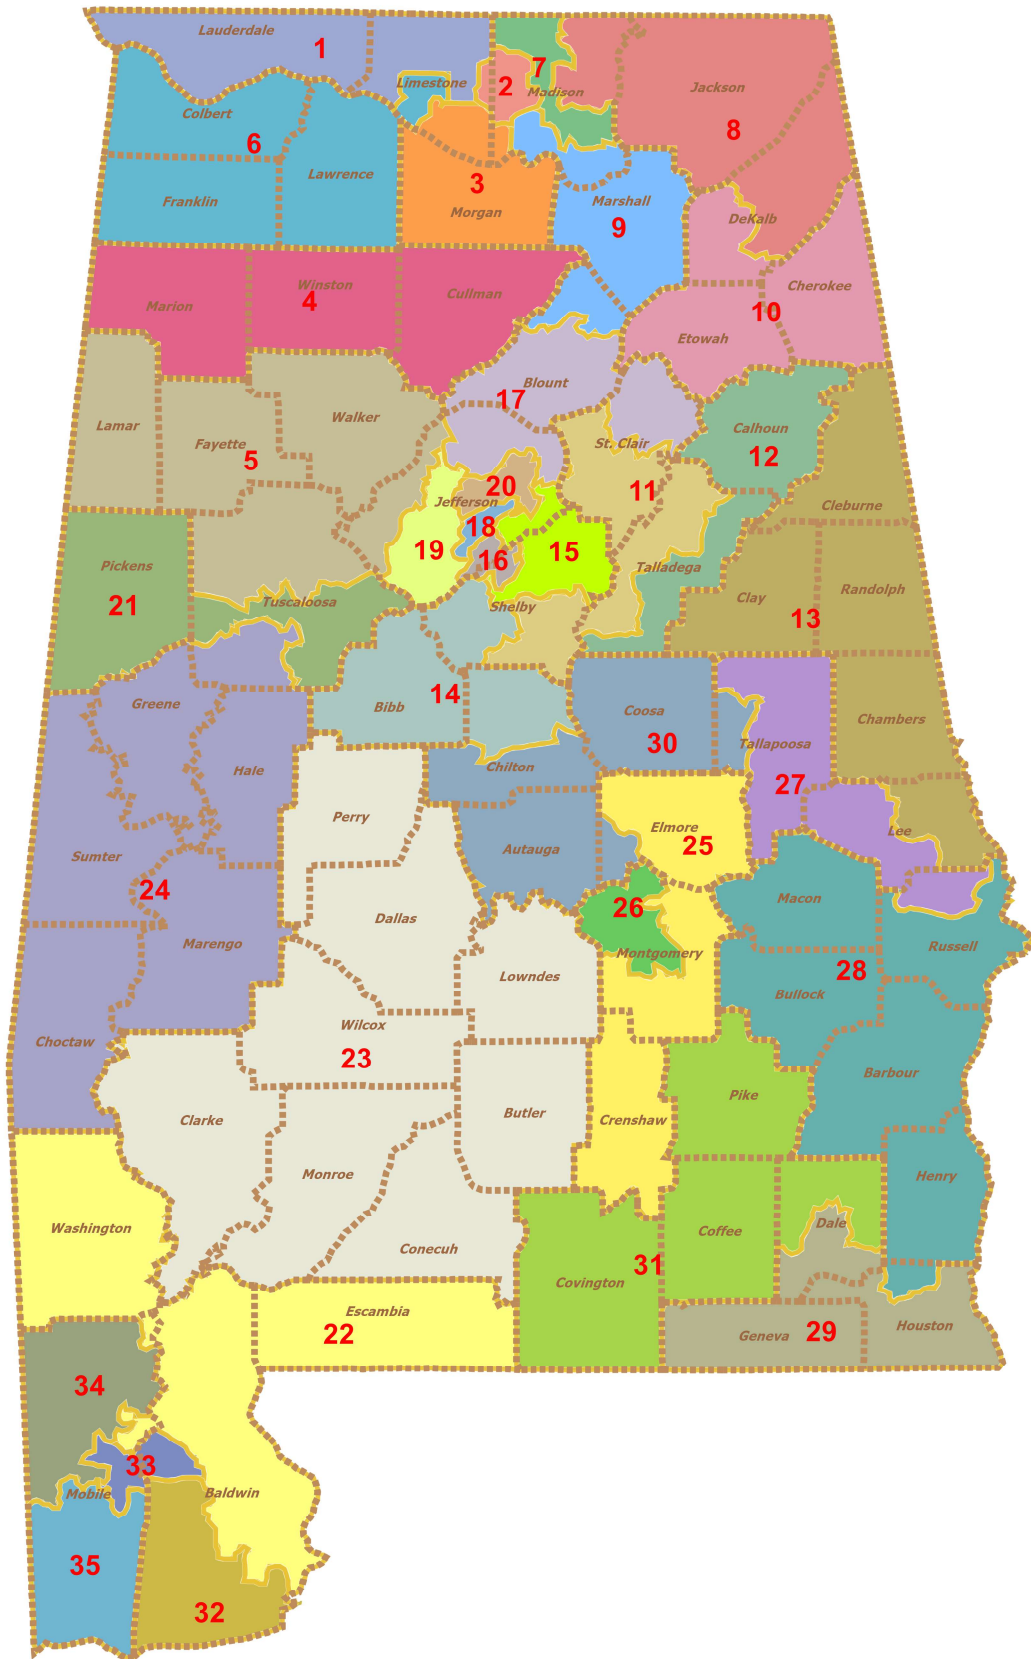 Lauderdale
1
Limestone
2
7
Madison
Jackson
8
Colbert
6
Lawrence
Franklin
3
Morgan
Marshall
9
DeKalb
Cherokee
10
Etowah
Marion
Winston
4
Cullman
Blount
17
Lamar
Fayette
5
Walker
St. Clair
11
Calhoun
12
Cleburne
20
Jefferson
18
19
16
15
Pickens
21
Tuscaloosa
Shelby
Talladega
Clay
13
Randolph
Greene
Bibb
14
Coosa
30
Tallapoosa
27
Chambers
Hale
Chilton
Perry
Sumter
24
Autauga
Elmore
25
Lee
Dallas
26
Macon
Marengo
Lowndes
Montgomery
Russell
28
Bullock
Choctaw
Wilcox
23
Barbour
Clarke
Butler
Crenshaw
Pike
Monroe
Henry
Washington
Conecuh
Coffee
Dale
Covington
31
Escambia
22
Geneva
29
Houston
34
33
Mobile
Baldwin
35
32